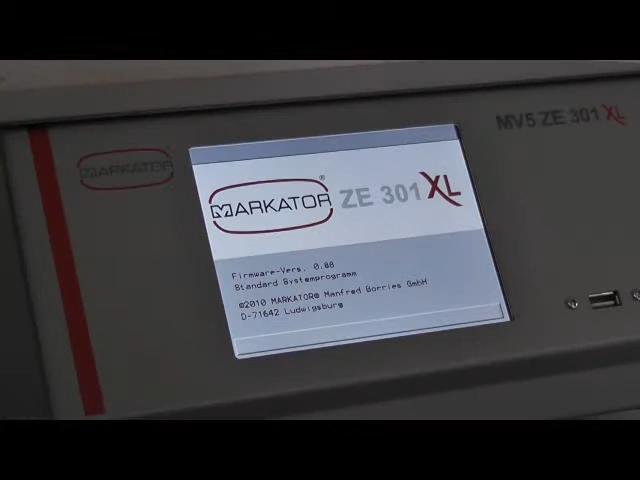 MARKATOR
MV5 ZE 301 XL
MARKATOR® ZE 301 XL
Firmware-Vers. 0.88
Standard Systemprogramm
©2010 MARKATOR® Manfred Borries GmbH
D-71642 Ludwigsburg